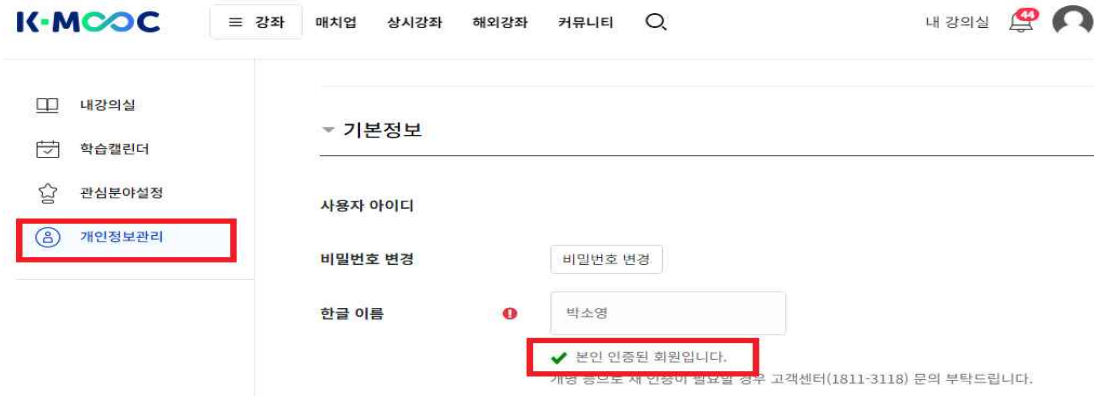 K-MOOC
강좌 매치업 상시강좌 해외강좌 커뮤니티 내 강의실 44
내강의실
학습캘린더
관심분야설정
개인정보관리
기본정보
사용자 아이디
비밀번호 변경 비밀번호 변경
한글 이름 박소영
본인 인증된 회원입니다.
개명 등으로 재 인증이 필요할 경우 고객센터(1811-3118) 문의 부탁드립니다.